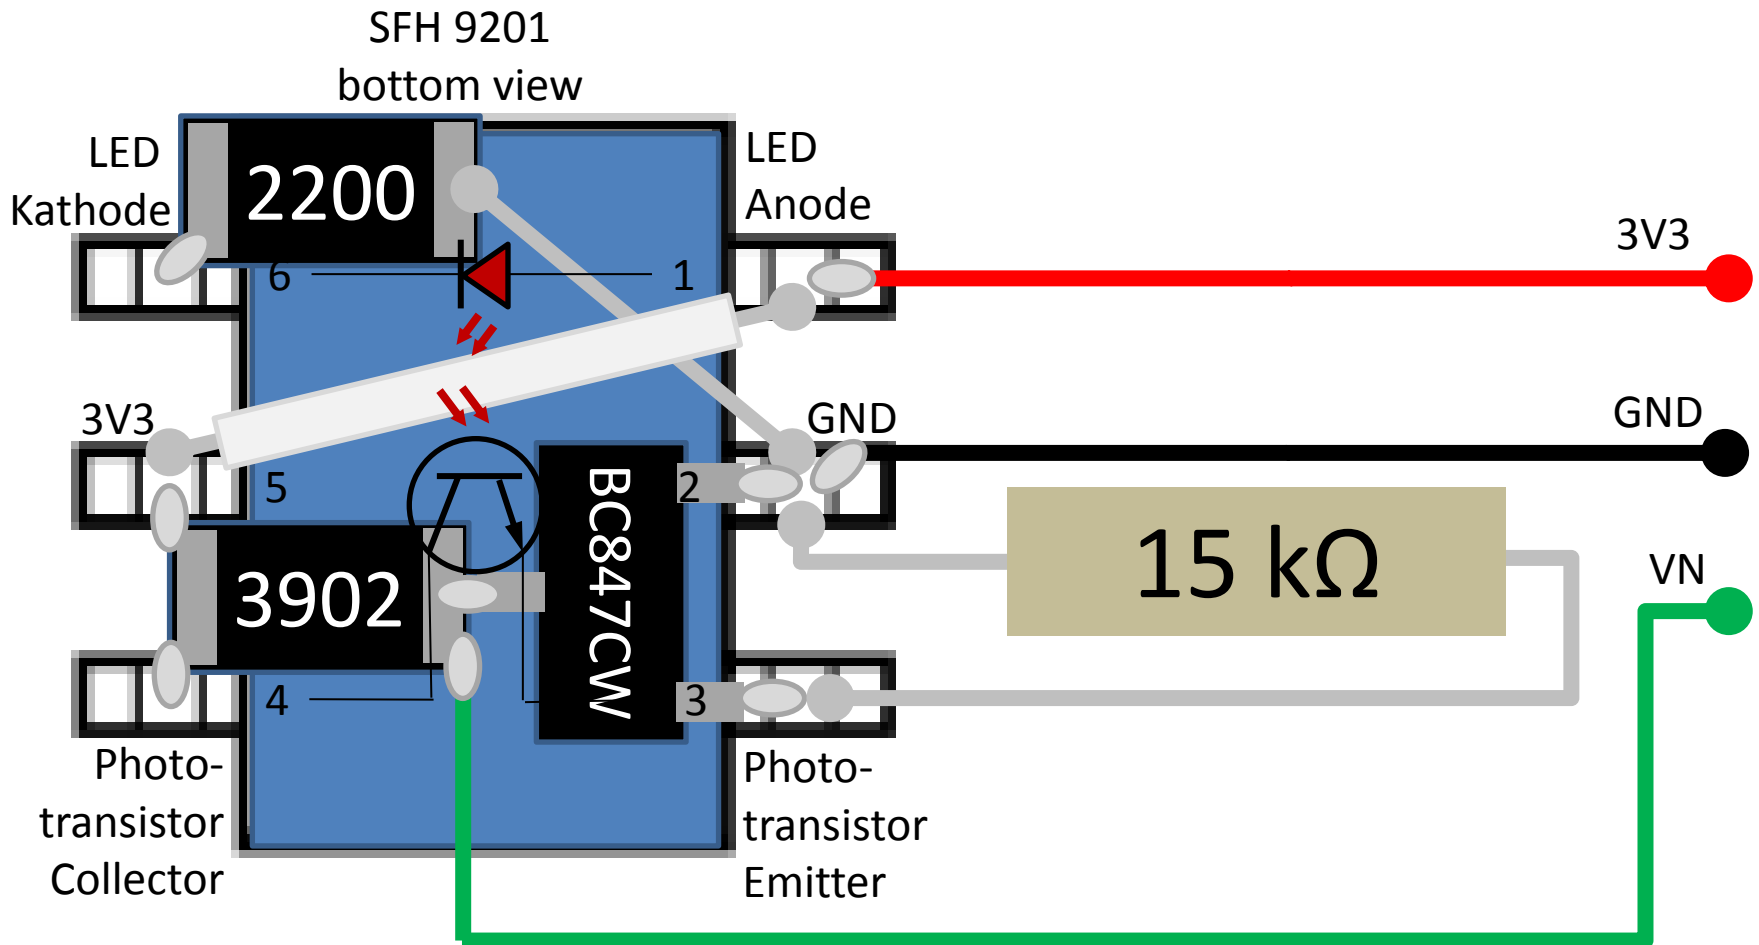 SFH 9201
bottom view
LED
Kathode
2200
LED
Anode
3V3
6
1
3V3
GND
GND
5
2
BC847CW
15 kΩ
VN
3902
4
3
Photo-
transistor
Collector
Photo-
transistor
Emitter